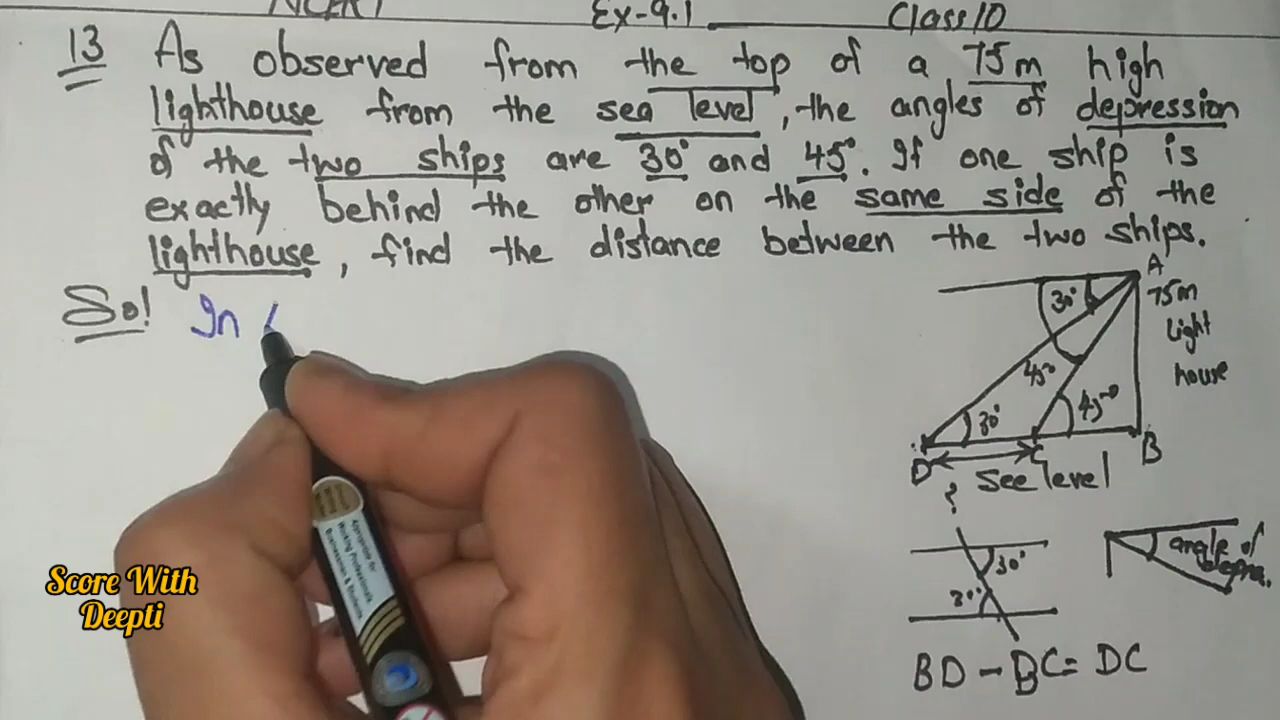 NCERT Ex-9.1 Class 10
13 As observed from the top of a 75m high
lighthouse from the sea level, the angles of depression
of the two ships are 30° and 45°. If one ship is
exactly behind the other on the same side of the
lighthouse, find the distance between the two ships.
Sol In
A
30°
75m
light
house
45°
30°
45°
D
C
B
See level
?
30°
30°
angle of
BD - BC = DC
Score With
Deepti